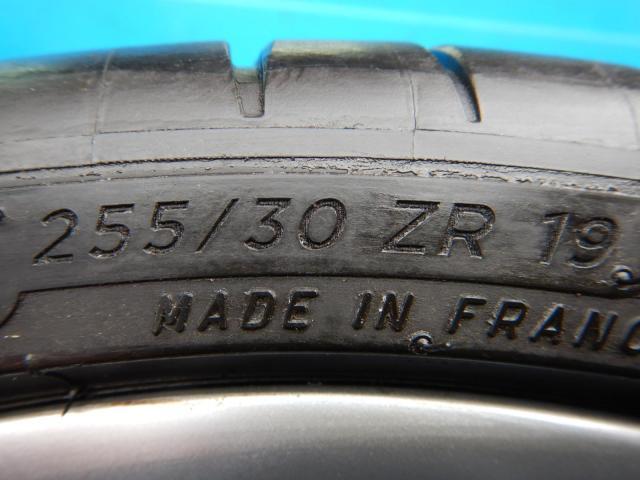 255/30 ZR 19
MADE IN FRANC